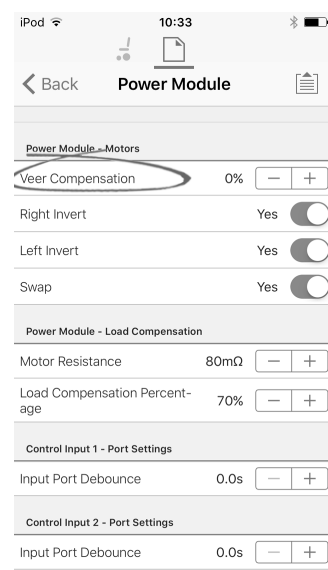 iPod 10:33
Back Power Module
Power Module - Motors
Veer Compensation 0% − +
Right Invert Yes
Left Invert Yes
Swap Yes
Power Module - Load Compensation
Motor Resistance 80mΩ − +
Load Compensation Percent-
age 70% − +
Control Input 1 - Port Settings
Input Port Debounce 0.0s − +
Control Input 2 - Port Settings
Input Port Debounce 0.0s − +